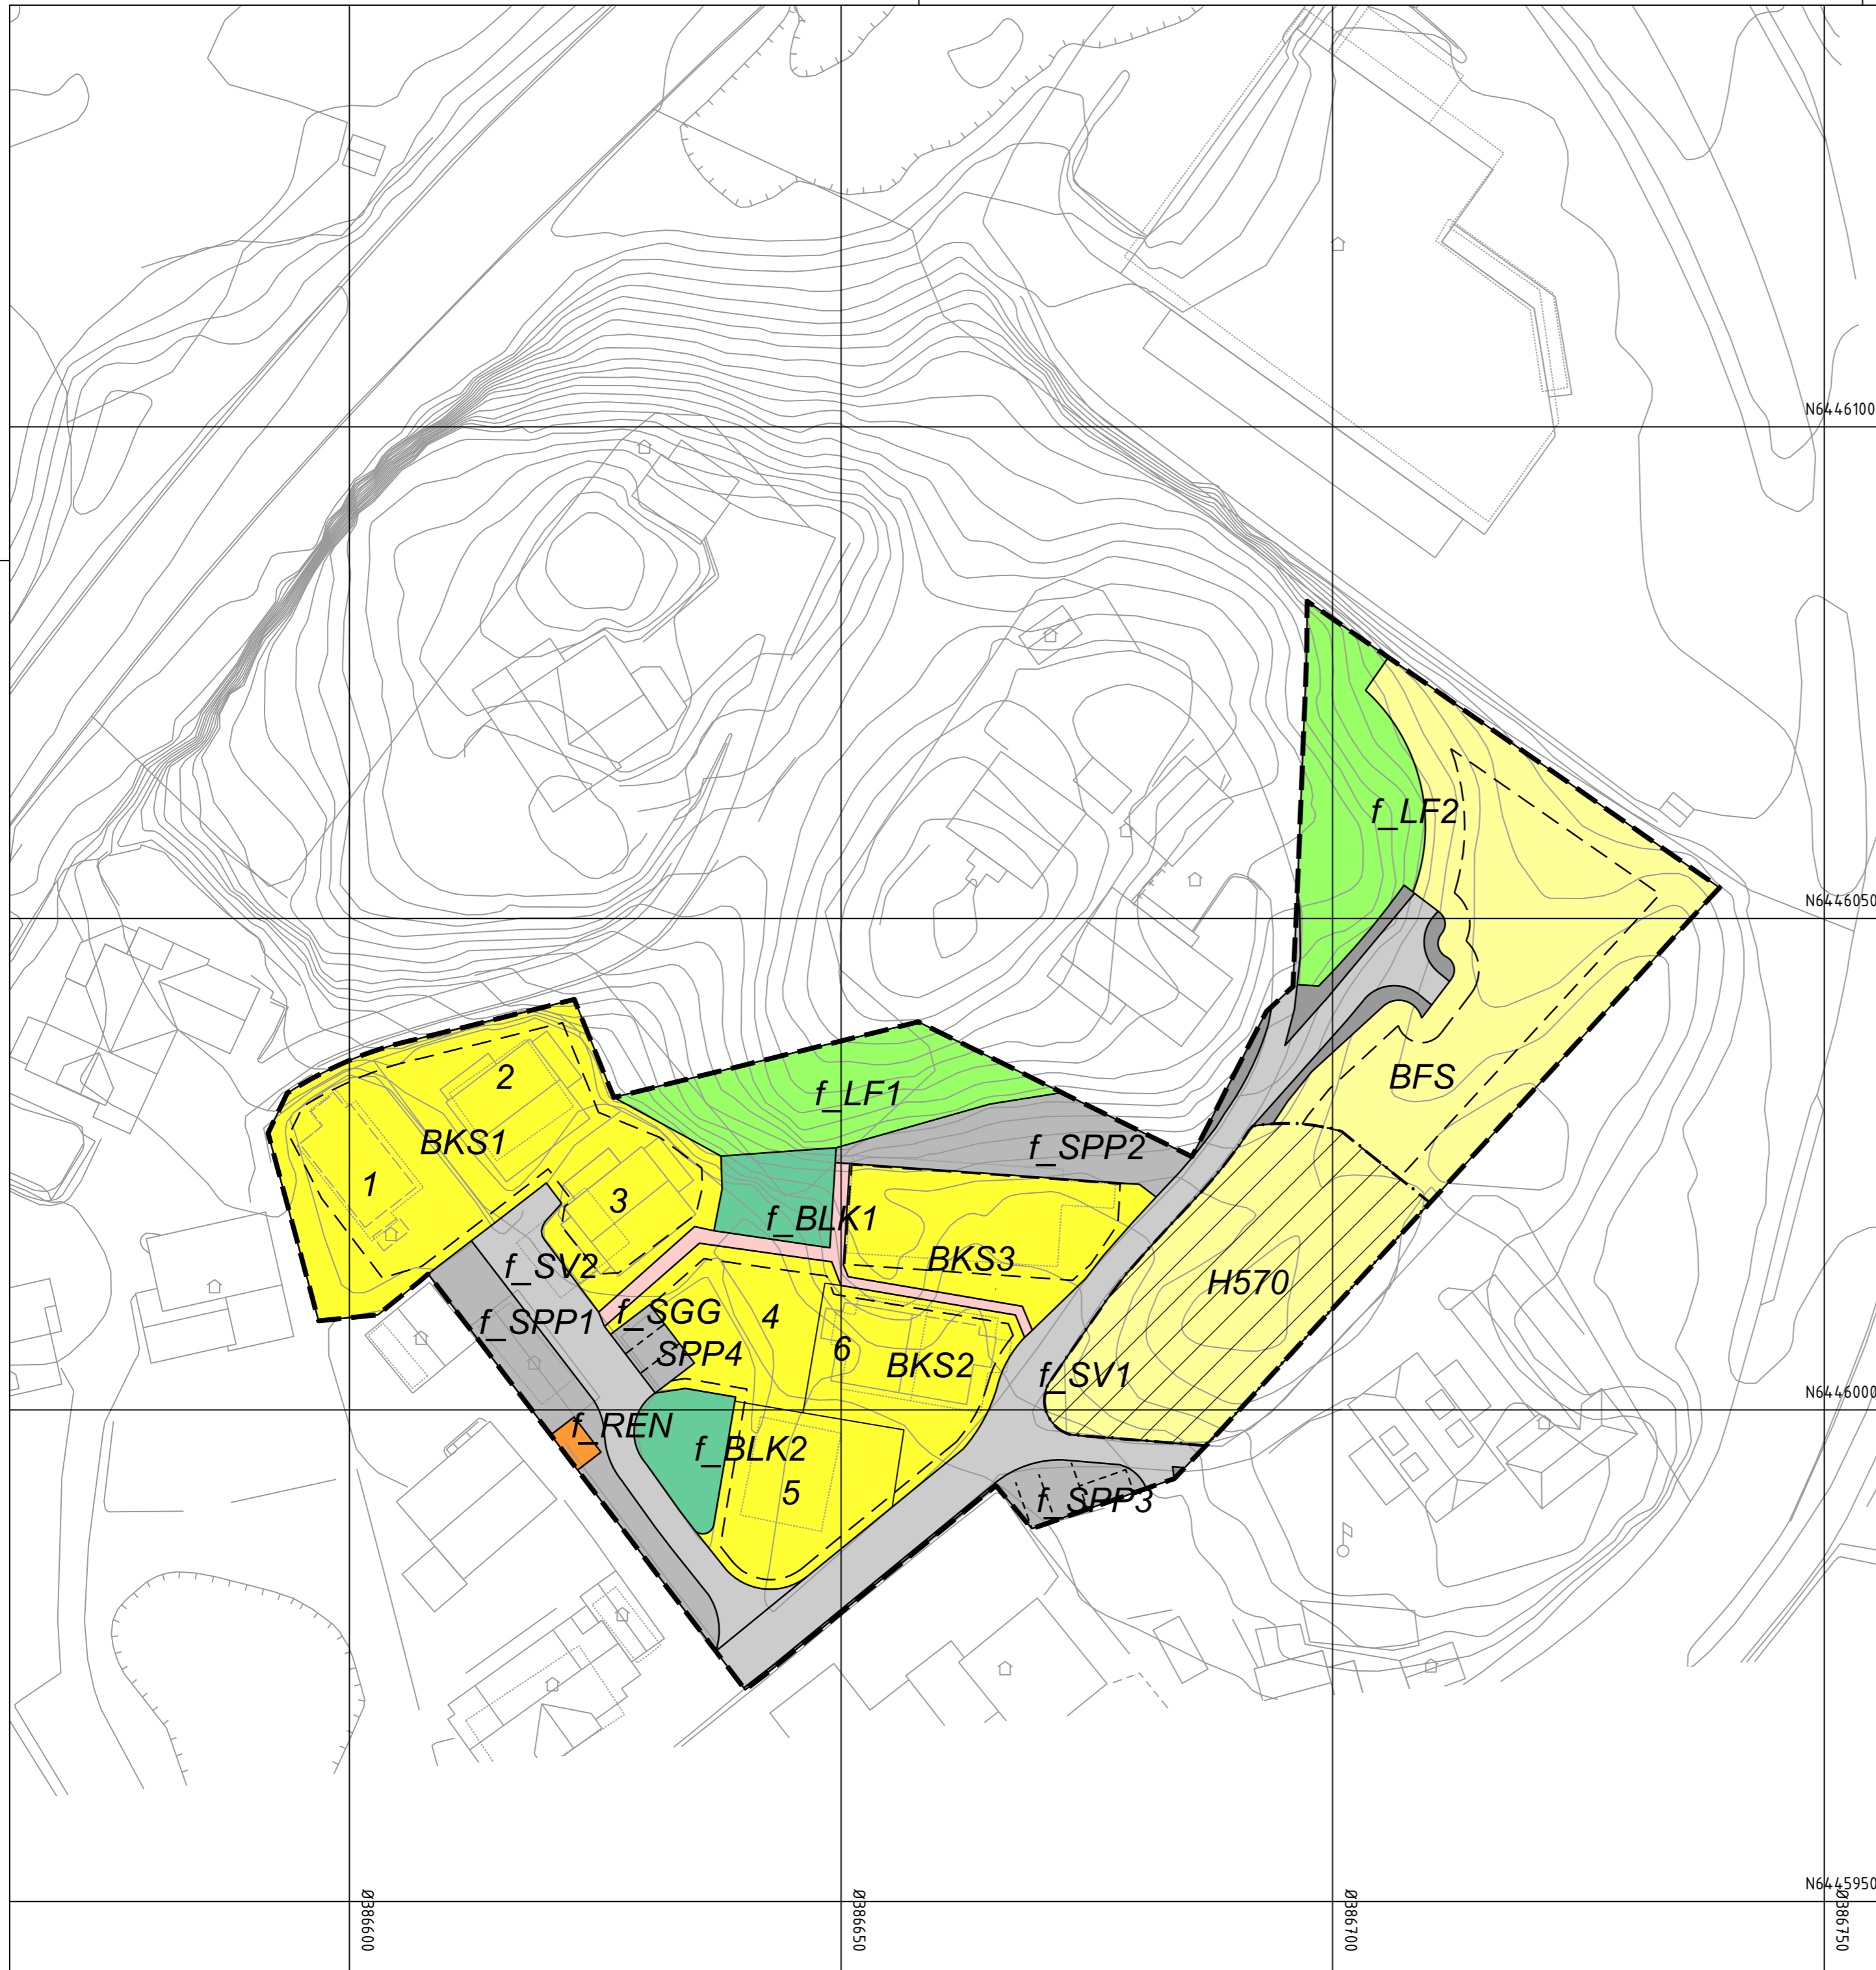 N6446100
f_LF2
N6446050
2
BKS1
f_LF1
BFS
1
3
f_SPP2
f_BLK1
f_SV2
BKS3
H570
f_SPP1
f_SGG
4
SPP4
6
BKS2
f_SV1
N6446000
f_REN
f_BLK2
5
f_SPP3
N6445950
Ø386600
Ø386650
Ø386700
Ø386750